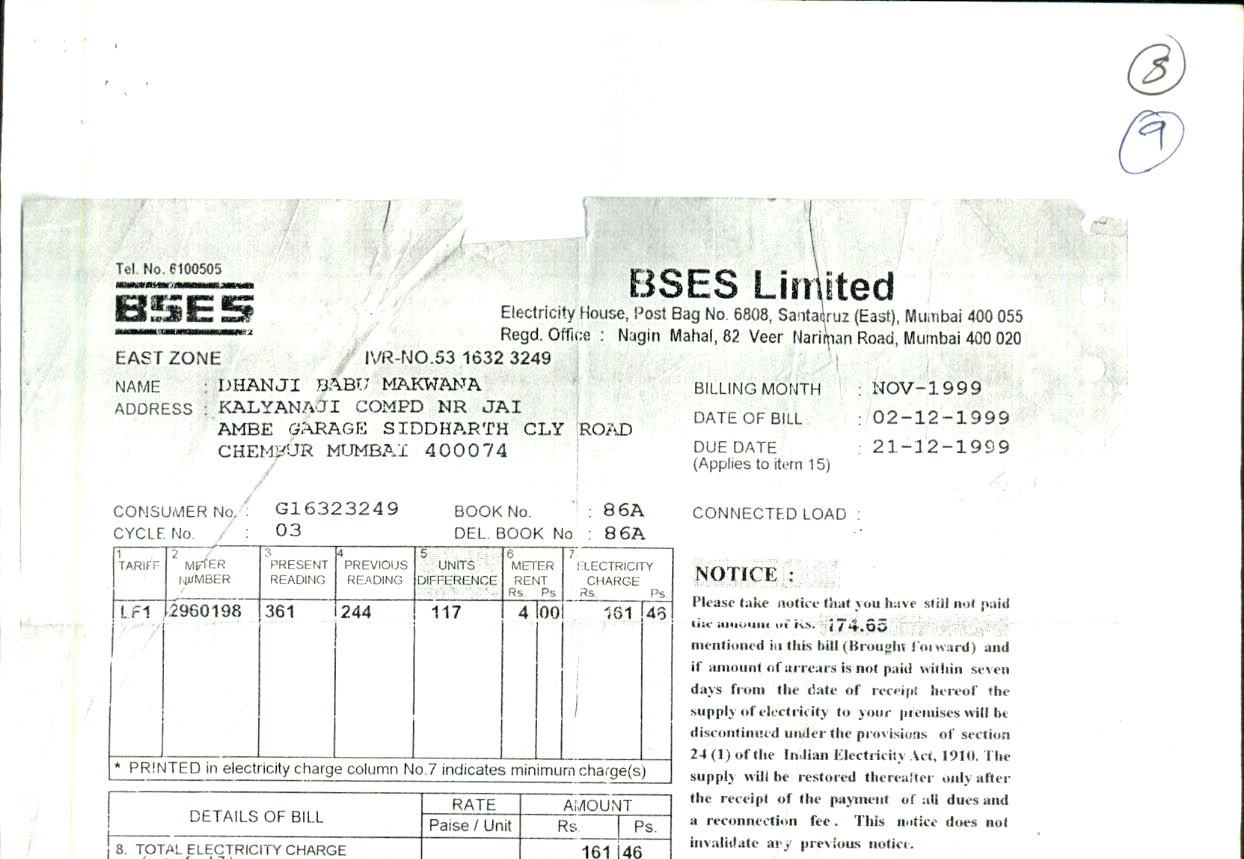 8
9
Tel. No. 6100505
BSES
BSES Limited
Electricity House, Post Bag No. 6808, Santacruz (East), Mumbai 400 055
Regd. Office : Nagin Mahal, 82 Veer Nariman Road, Mumbai 400 020
EAST ZONE IVR-NO.53 1632 3249
NAME : DHANJI BABU MAKWANA
ADDRESS : KALYANAJI COMPD NR JAI
AMBE GARAGE SIDDHARTH CLY ROAD
CHEMBUR MUMBAI 400074
BILLING MONTH : NOV-1999
DATE OF BILL : 02-12-1999
DUE DATE : 21-12-1999
(Applies to item 15)
CONSUMER No. : G16323249 BOOK No. : 86A
CYCLE No. : 03 DEL. BOOK No : 86A
CONNECTED LOAD :
1 TARIFF 2 METER NUMBER 3 PRESENT READING 4 PREVIOUS READING 5 UNITS DIFFERENCE 6 METER RENT Rs. Ps 7 ELECTRICITY CHARGE Rs. Ps
LF1 2960198 361 244 117 4 00 161 46
* PRINTED in electricity charge column No.7 indicates minimum charge(s)
DETAILS OF BILL RATE Paise / Unit AMOUNT Rs. Ps.
8. TOTAL ELECTRICITY CHARGE 161 46
NOTICE :
Please take notice that you have still not paid
the amount of Rs. 174.65
mentioned in this bill (Brought Forward) and
if amount of arrears is not paid within seven
days from the date of receipt hereof the
supply of electricity to your premises will be
discontinued under the provisions of section
24 (1) of the Indian Electricity Act, 1910. The
supply will be restored thereafter only after
the receipt of the payment of all dues and
a reconnection fee. This notice does not
invalidate any previous notice.